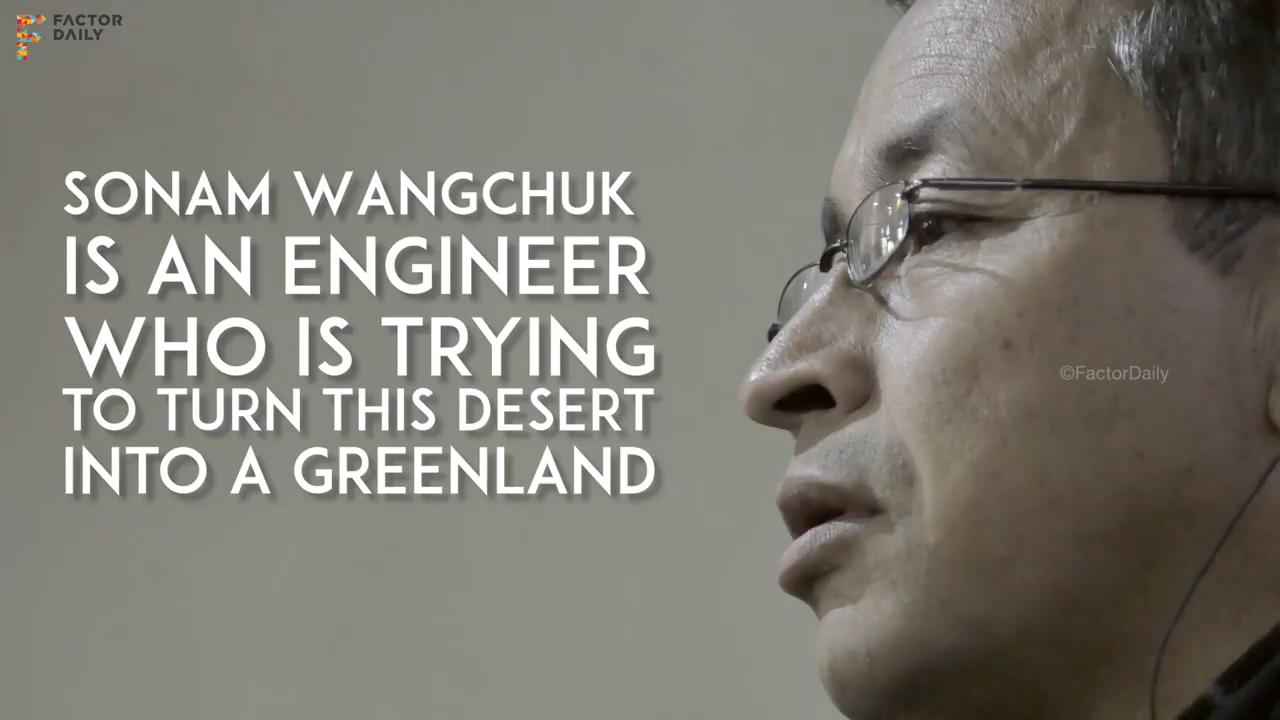 FACTOR
DAILY
SONAM WANGCHUK
IS AN ENGINEER
WHO IS TRYING
TO TURN THIS DESERT
INTO A GREENLAND
©FactorDaily